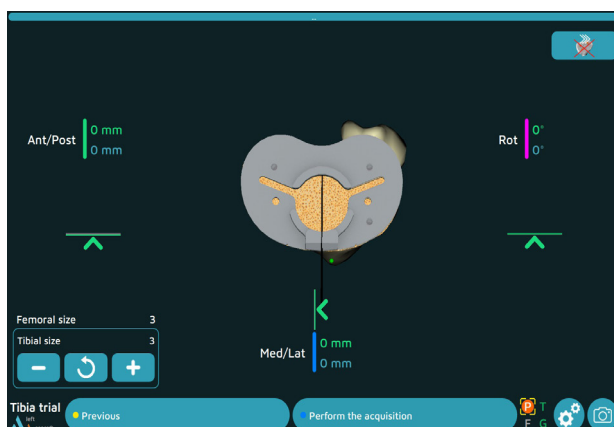 Ant/Post
0 mm
0 mm
Rot
0°
0°
Femoral size 3
Tibial size 3
− +
Med/Lat
0 mm
0 mm
Tibia trial
left
Previous
Perform the acquisition
P T
F G